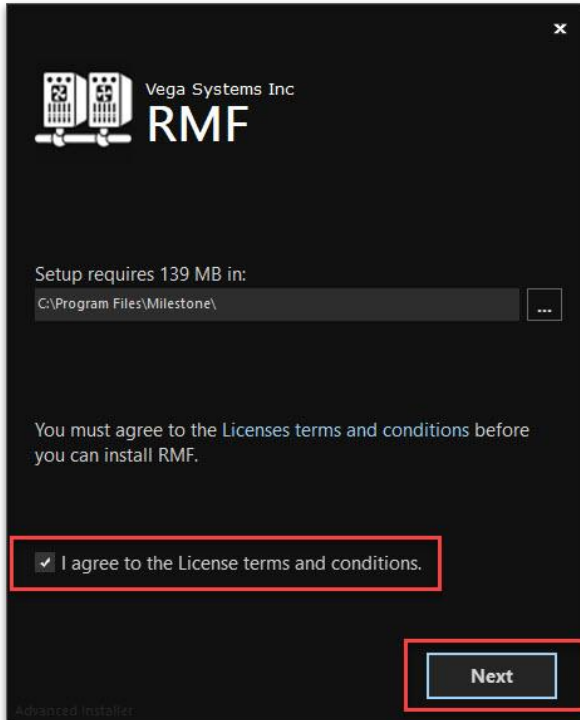 Vega Systems Inc
RMF
Setup requires 139 MB in:
C:\Program Files\Milestone\
...
You must agree to the Licenses terms and conditions before
you can install RMF.
I agree to the License terms and conditions.
Next
Advanced Installer